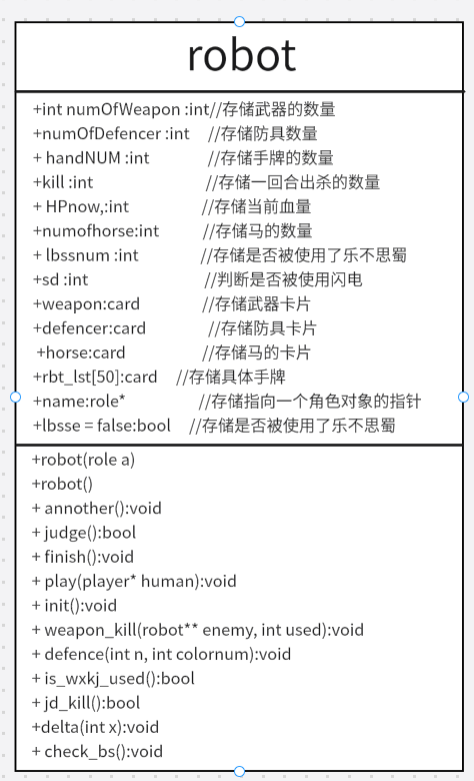 robot
+int numOfWeapon :int//存储武器的数量
+numOfDefencer :int //存储防具数量
+ handNUM :int //存储手牌的数量
+kill :int //存储一回合出杀的数量
+ HPnow,:int //存储当前血量
+numofhorse:int //存储马的数量
+ lbssnum :int //存储是否被使用了乐不思蜀
+sd :int //判断是否被使用闪电
+weapon:card //存储武器卡片
+defencer:card //存储防具卡片
+horse:card //存储马的卡片
+rbt_lst[50]:card //存储具体手牌
+name:role* //存储指向一个角色对象的指针
+lbsse = false:bool //存储是否被使用了乐不思蜀
+robot(role a)
+robot()
+ annother():void
+ judge():bool
+ finish():void
+ play(player* human):void
+ init():void
+ weapon_kill(robot** enemy, int used):void
+ defence(int n, int colornum):void
+ is_wxkj_used():bool
+ jd_kill():bool
+delta(int x):void
+ check_bs():void